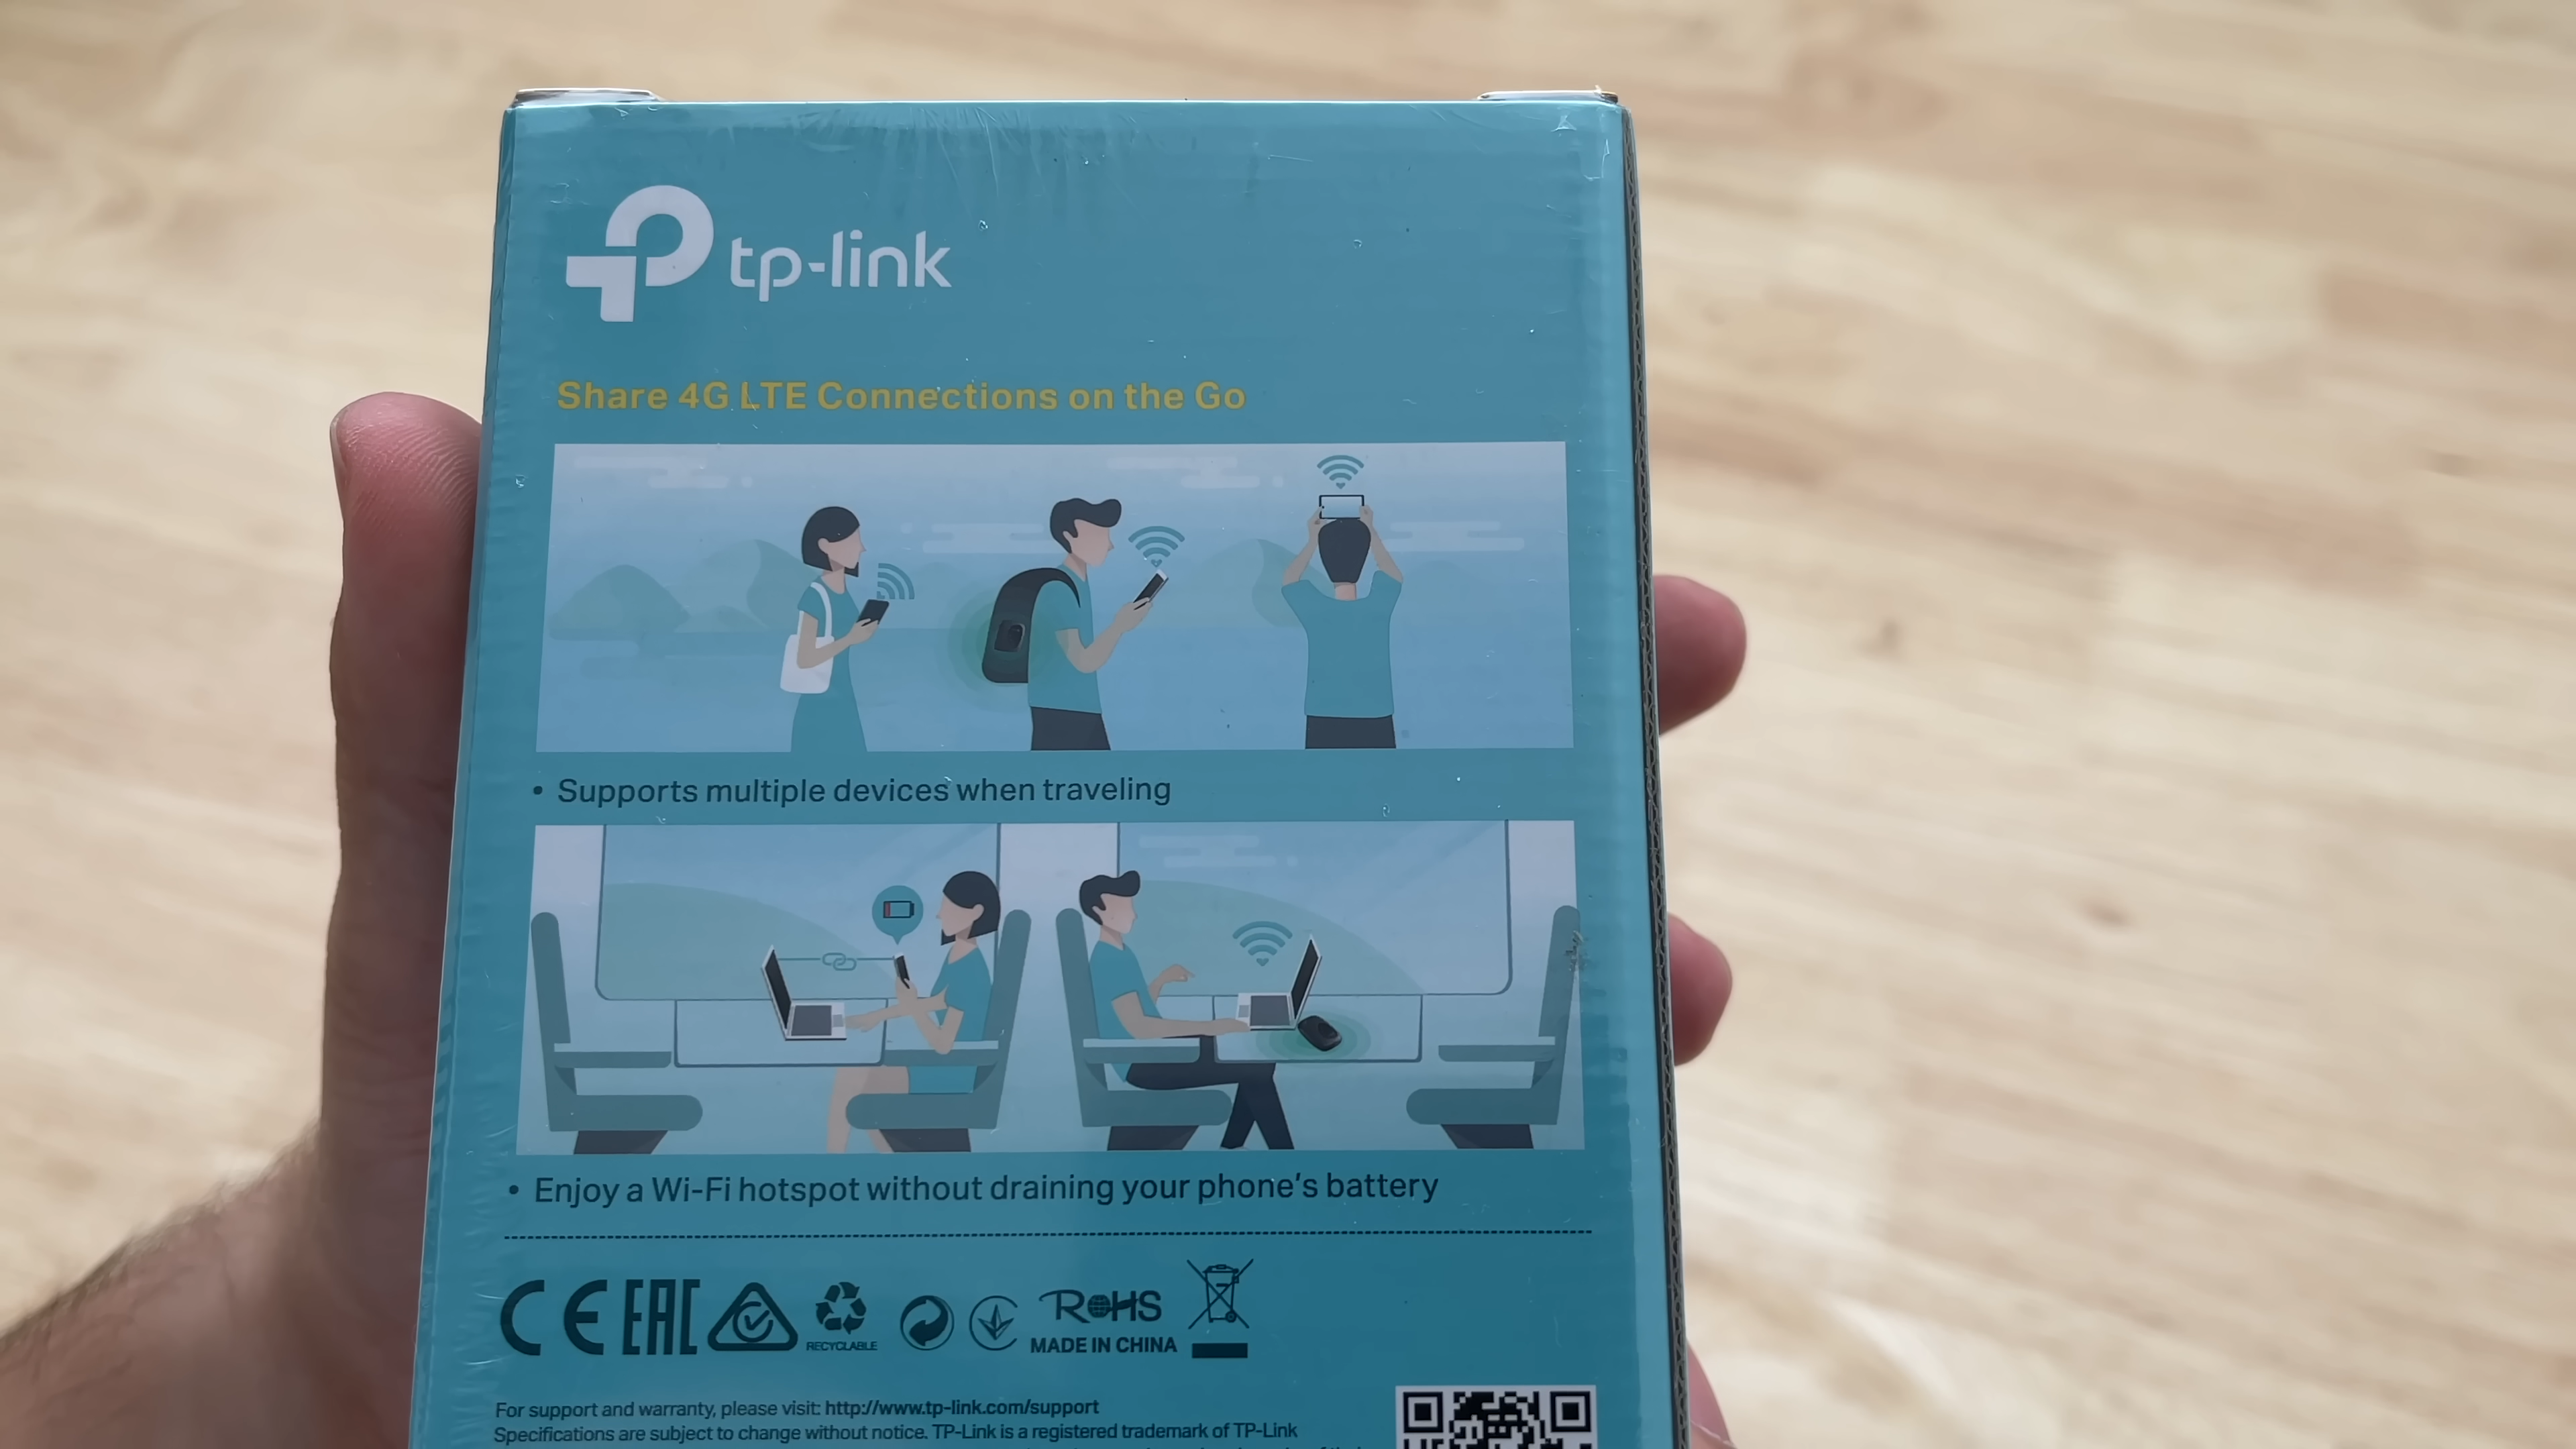 tp-link
Share 4G LTE Connections on the Go
• Supports multiple devices when traveling
• Enjoy a Wi-Fi hotspot without draining your phone's battery
CE EAC RECYCLABLE RoHS
MADE IN CHINA
For support and warranty, please visit: http://www.tp-link.com/support
Specifications are subject to change without notice. TP-Link is a registered trademark of TP-Link